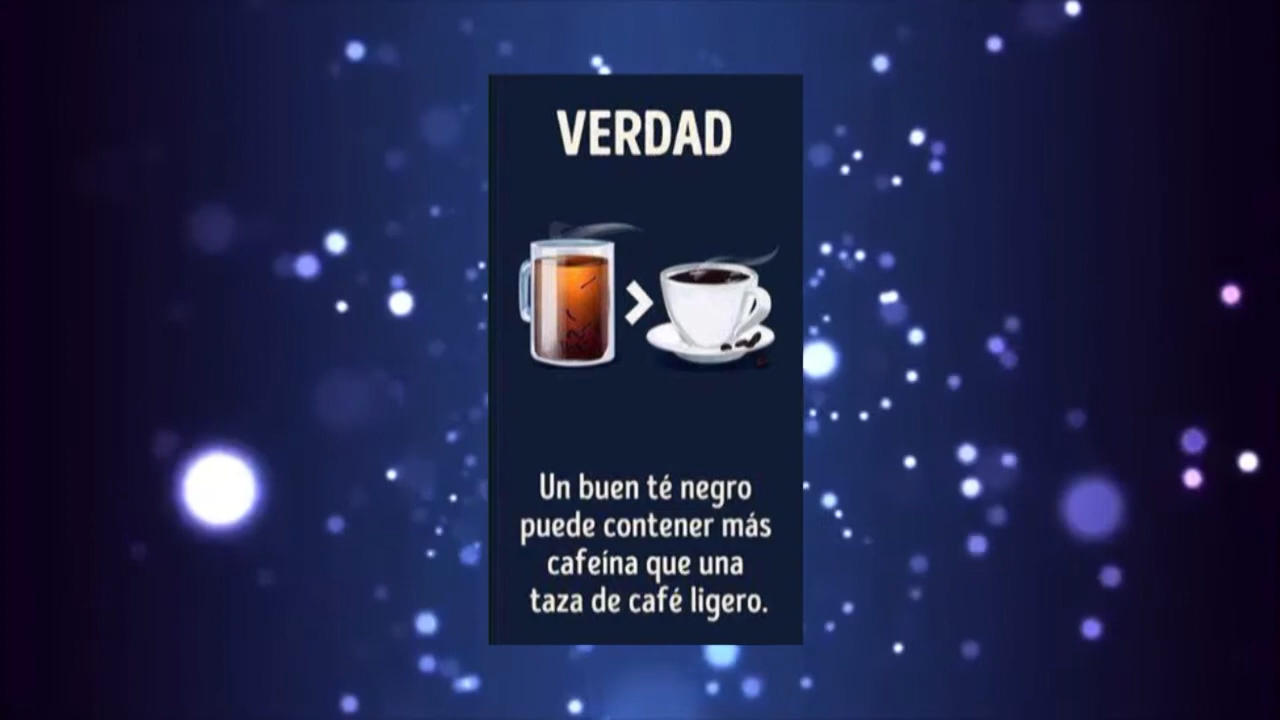 VERDAD
Un buen té negro
puede contener más
cafeína que una
taza de café ligero.